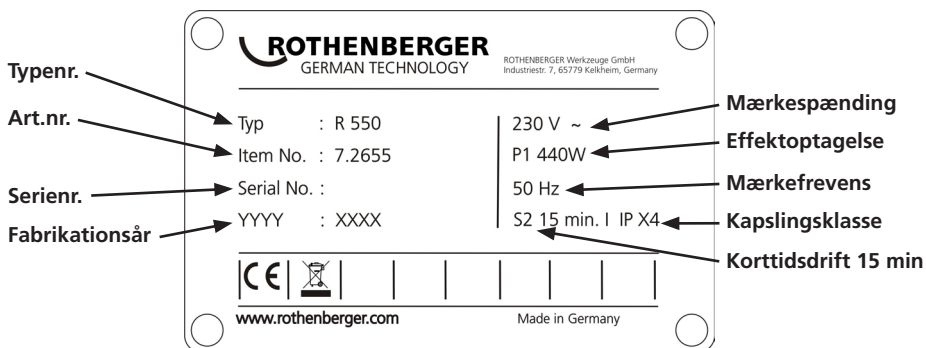 ROTHENBERGER
GERMAN TECHNOLOGY
ROTHENBERGER Werkzeuge GmbH
Industriestr. 7, 65779 Kelkheim, Germany
Typenr.
Art.nr.
Serienr.
Fabrikationsår
Typ : R 550
Item No. : 7.2655
Serial No. :
YYYY : XXXX
230 V ~
P1 440W
50 Hz
S2 15 min. I IP X4
Mærkespænding
Effektoptagelse
Mærkefrevens
Kapslingsklasse
Korttidsdrift 15 min
CE
www.rothenberger.com
Made in Germany